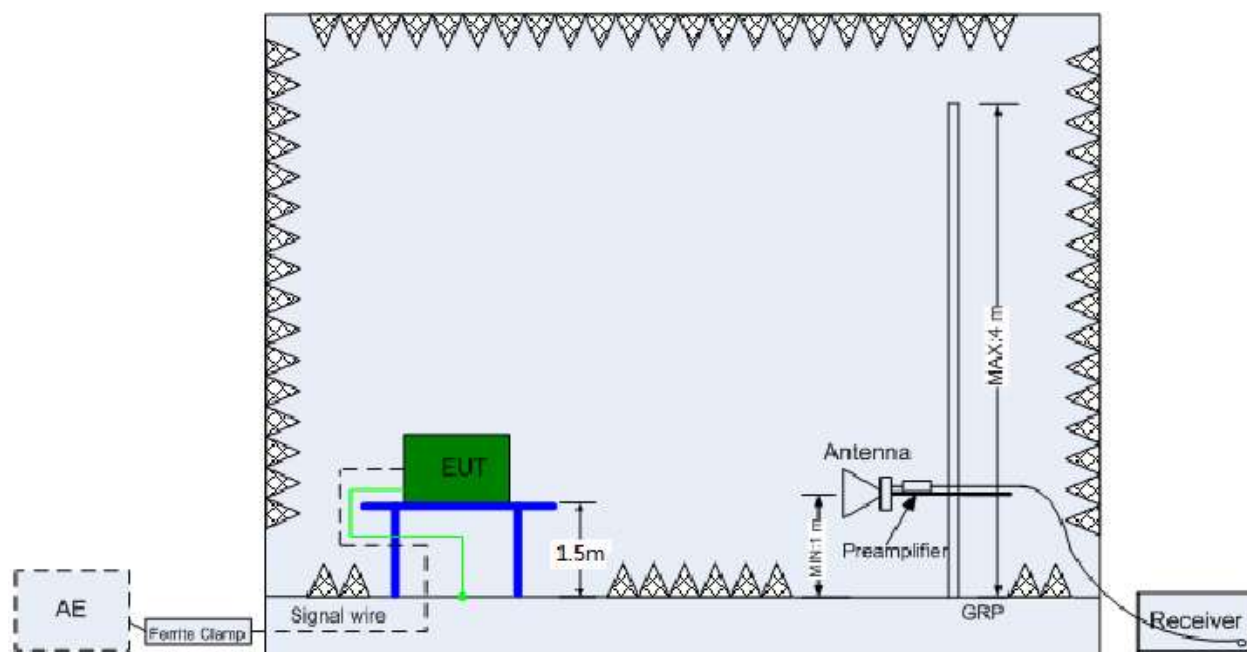 EUT
Antenna
MAX:4 m
1.5m
MIN:1 m
Preamplifier
AE
Ferrite Clamp
Signal wire
GRP
Receiver